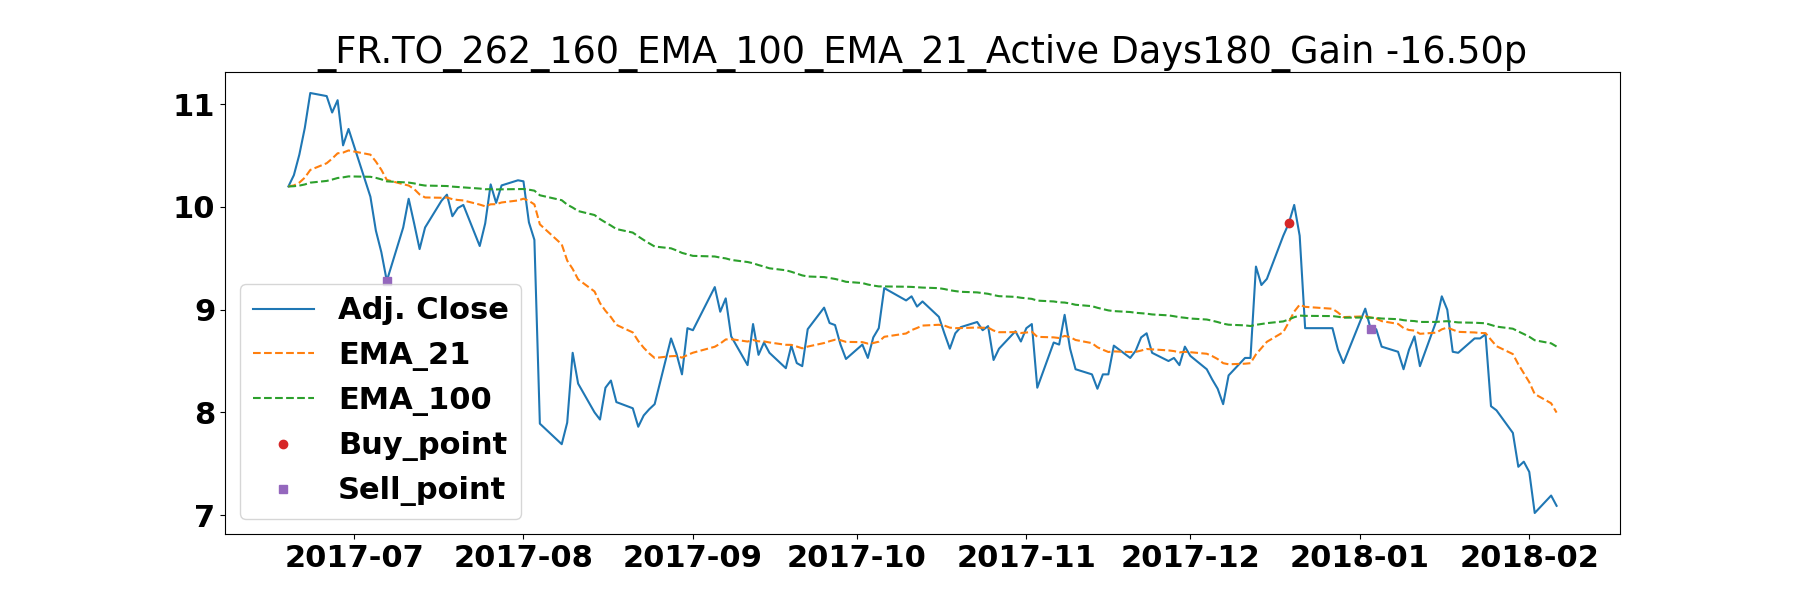 _FR.TO_262_160_EMA_100_EMA_21_Active Days180_Gain -16.50p
11
10
9
8
7
Adj. Close
EMA_21
EMA_100
Buy_point
Sell_point
2017-07 2017-08 2017-09 2017-10 2017-11 2017-12 2018-01 2018-02